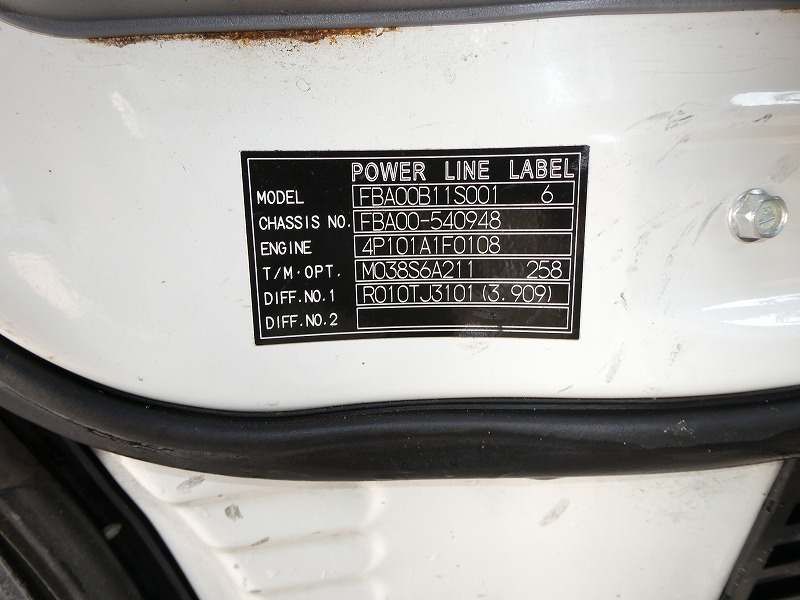 POWER LINE LABEL
MODEL FBA00B11S001 6
CHASSIS NO. FBA00-540948
ENGINE 4P101A1F0108
T/M·OPT. M038S6A211 258
DIFF.NO.1 R010TJ3101(3.909)
DIFF.NO.2